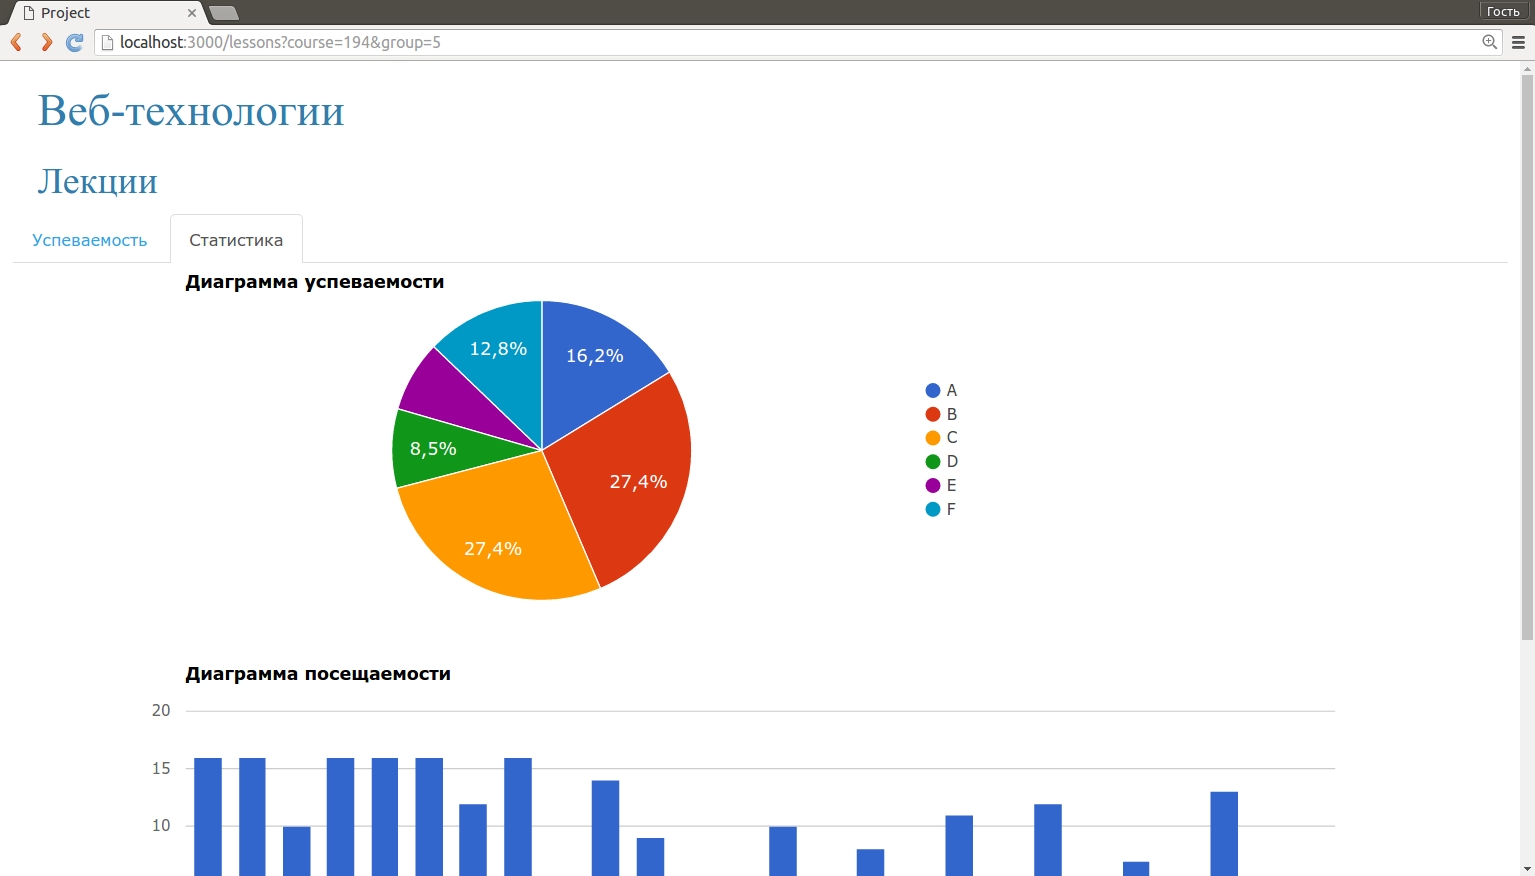 Project
Гость
localhost:3000/lessons?course=194&group=5
Веб-технологии
Лекции
Успеваемость
Статистика
Диаграмма успеваемости
12,8%
16,2%
8,5%
27,4%
27,4%
A
B
C
D
E
F
Диаграмма посещаемости
20
15
10